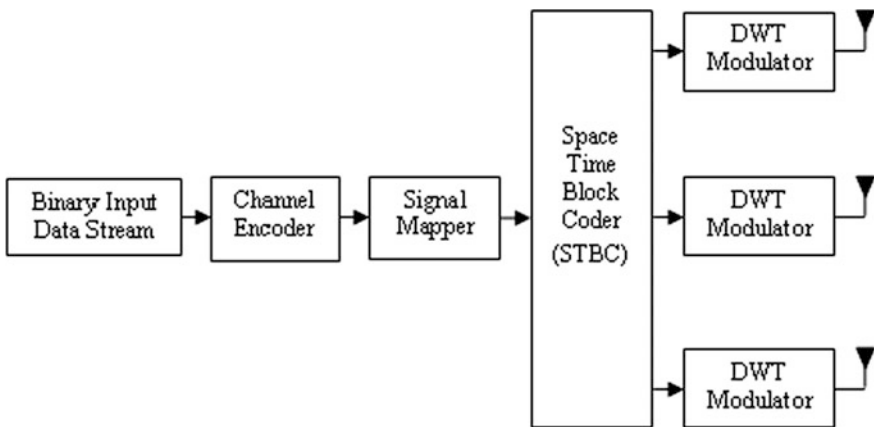 Binary Input
Data Stream
Channel
Encoder
Signal
Mapper
Space
Time
Block
Coder
(STBC)
DWT
Modulator
DWT
Modulator
DWT
Modulator